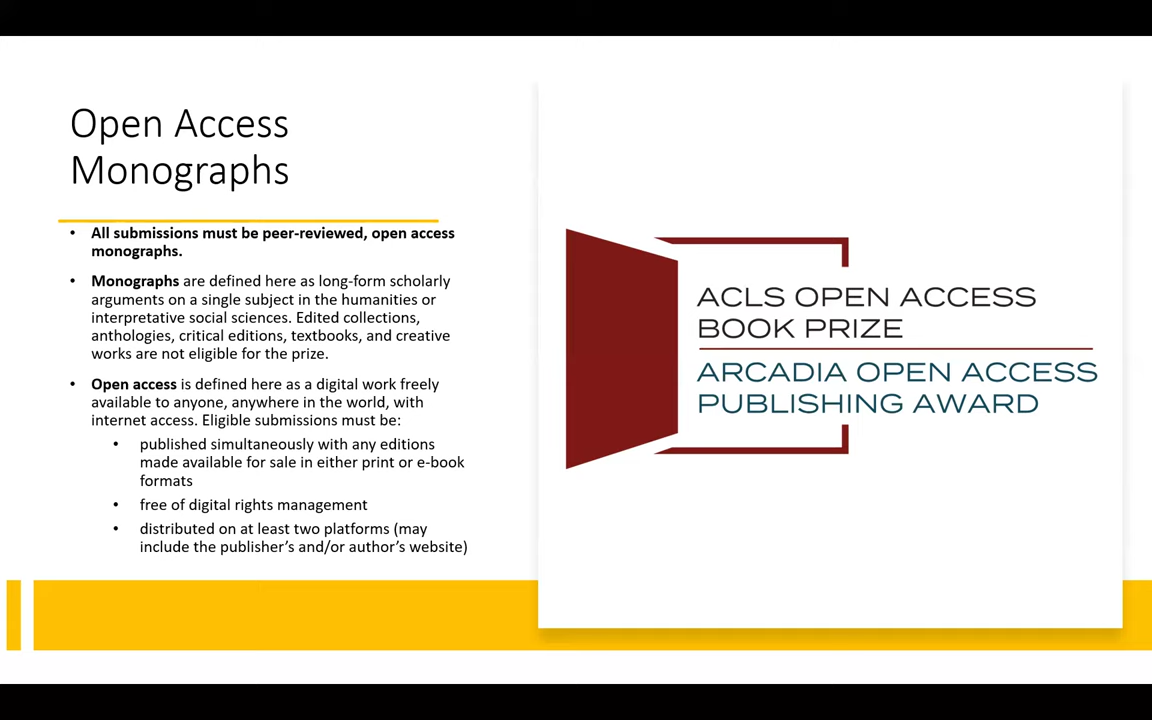 Open Access
Monographs
• All submissions must be peer-reviewed, open access
monographs.
• Monographs are defined here as long-form scholarly
arguments on a single subject in the humanities or
interpretative social sciences. Edited collections,
anthologies, critical editions, textbooks, and creative
works are not eligible for the prize.
• Open access is defined here as a digital work freely
available to anyone, anywhere in the world, with
internet access. Eligible submissions must be:
• published simultaneously with any editions
made available for sale in either print or e-book
formats
• free of digital rights management
• distributed on at least two platforms (may
include the publisher’s and/or author’s website)
ACLS OPEN ACCESS
BOOK PRIZE
ARCADIA OPEN ACCESS
PUBLISHING AWARD